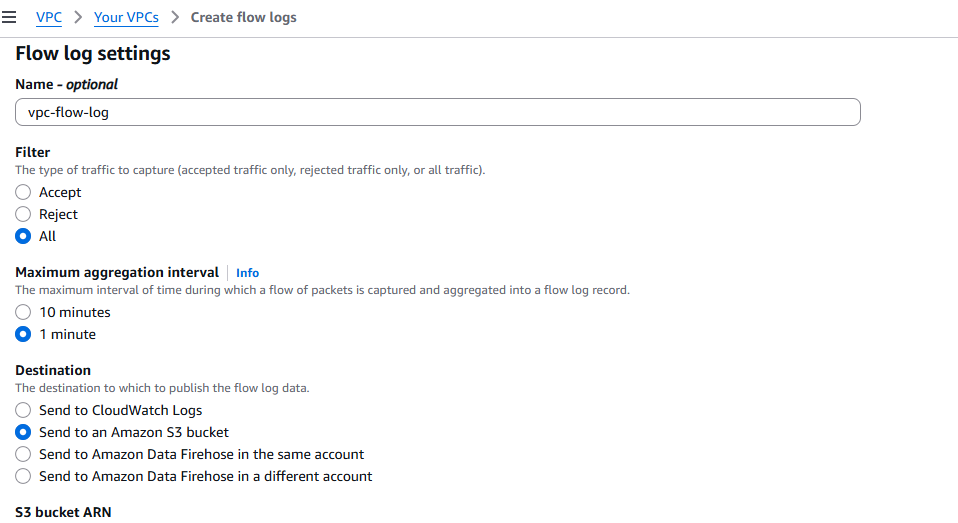 VPC > Your VPCs > Create flow logs
Flow log settings
Name - optional
vpc-flow-log
Filter
The type of traffic to capture (accepted traffic only, rejected traffic only, or all traffic).
Accept
Reject
All
Maximum aggregation interval | Info
The maximum interval of time during which a flow of packets is captured and aggregated into a flow log record.
10 minutes
1 minute
Destination
The destination to which to publish the flow log data.
Send to CloudWatch Logs
Send to an Amazon S3 bucket
Send to Amazon Data Firehose in the same account
Send to Amazon Data Firehose in a different account
S3 bucket ARN